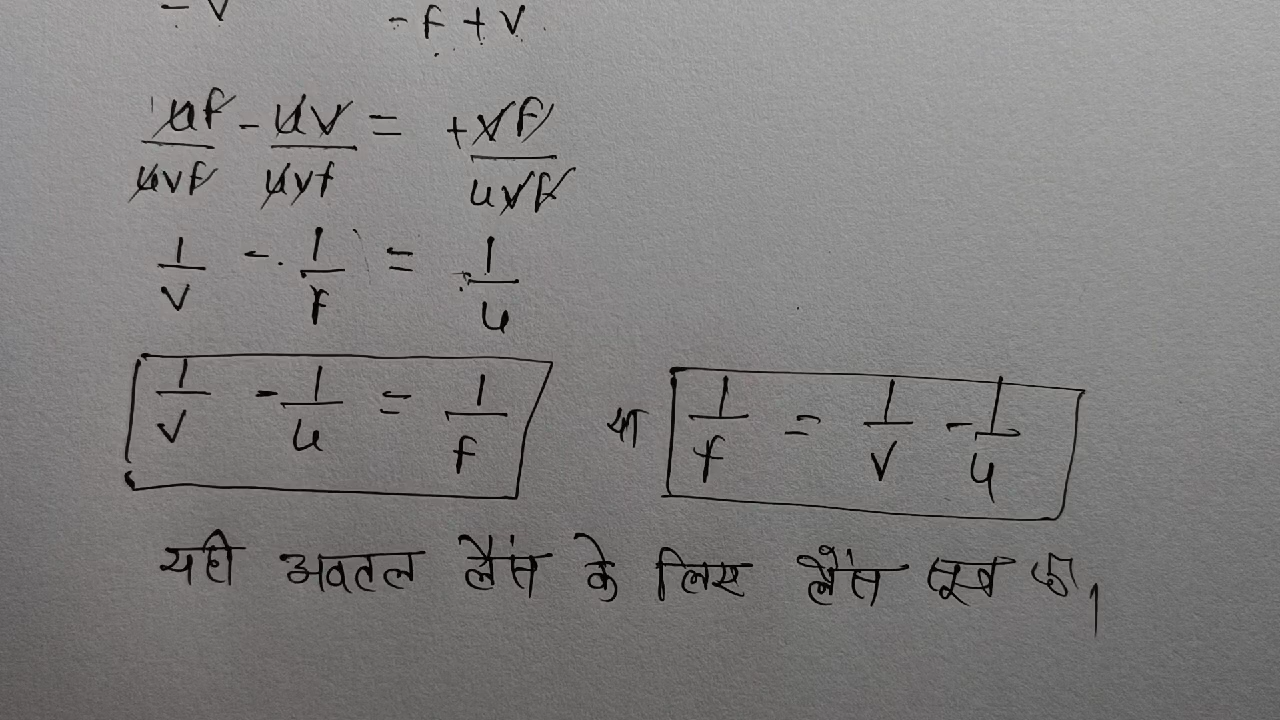 - v - f + v
uf/uvf - uv/uvf = + vf/uvf
1/v - 1/f = 1/u
1/v - 1/u = 1/f या 1/f = 1/v - 1/u
यही अवतल लैंस के लिए लैंस सूत्र है।